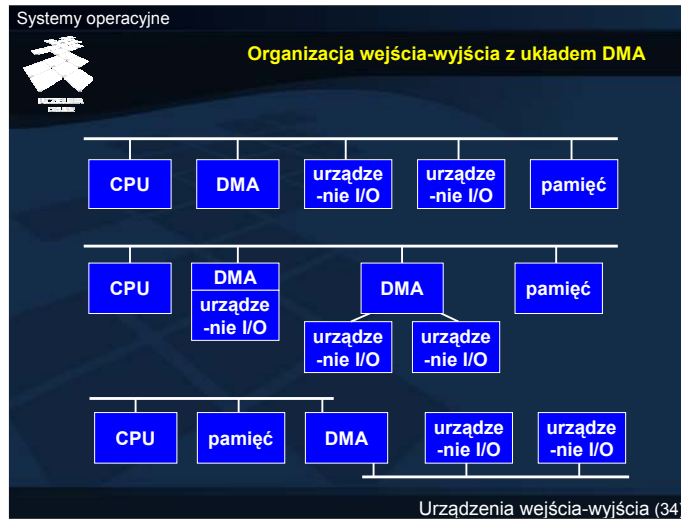 Systemy operacyjne
Organizacja wejścia-wyjścia z układem DMA
CPU
DMA
urządze
-nie I/O
urządze
-nie I/O
pamięć
CPU
DMA
urządze
-nie I/O
DMA
urządze
-nie I/O
urządze
-nie I/O
pamięć
CPU
pamięć
DMA
urządze
-nie I/O
urządze
-nie I/O
Urządzenia wejścia-wyjścia (34)